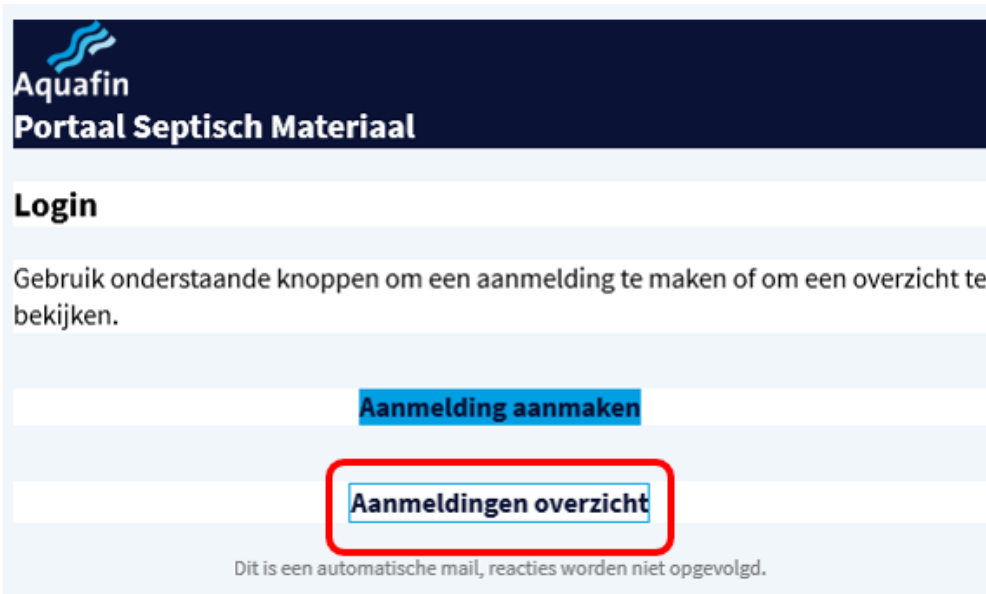 Aquafin
Portaal Septisch Materiaal
Login
Gebruik onderstaande knoppen om een aanmelding te maken of om een overzicht te
bekijken.
Aanmelding aanmaken
Aanmeldingen overzicht
Dit is een automatische mail, reacties worden niet opgevolgd.